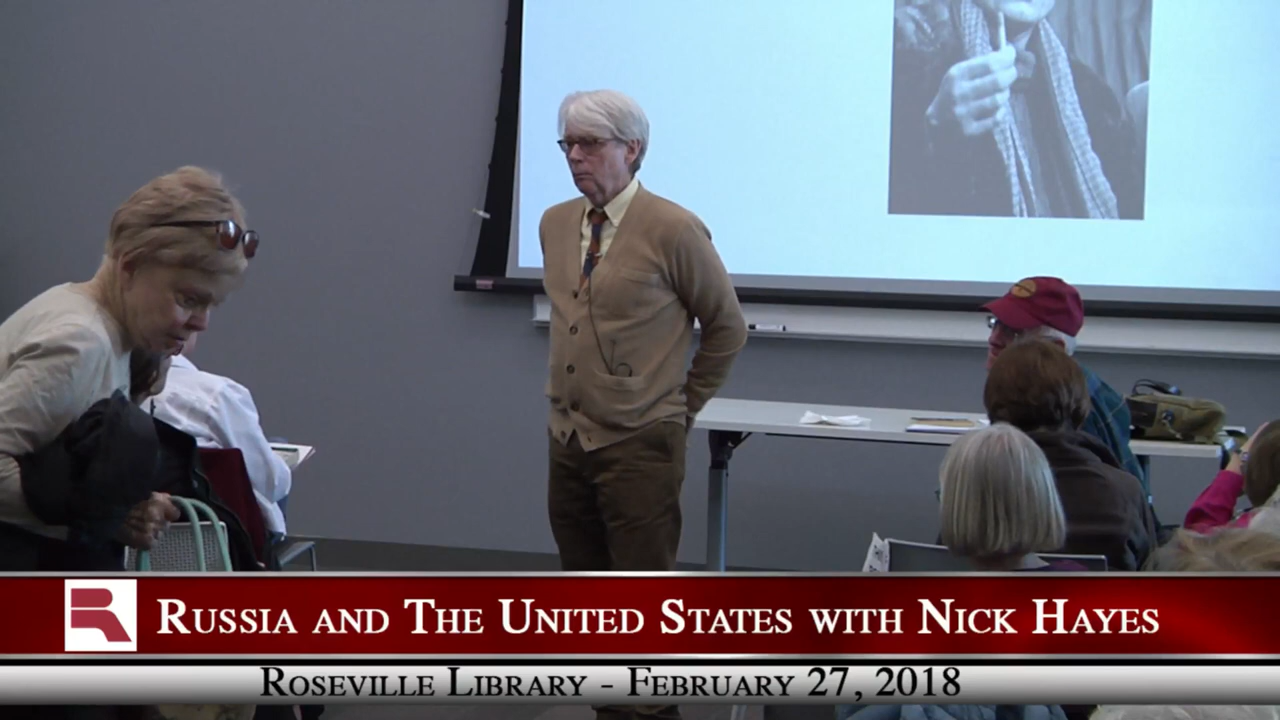 Russia and The United States with Nick Hayes
Roseville Library - February 27, 2018